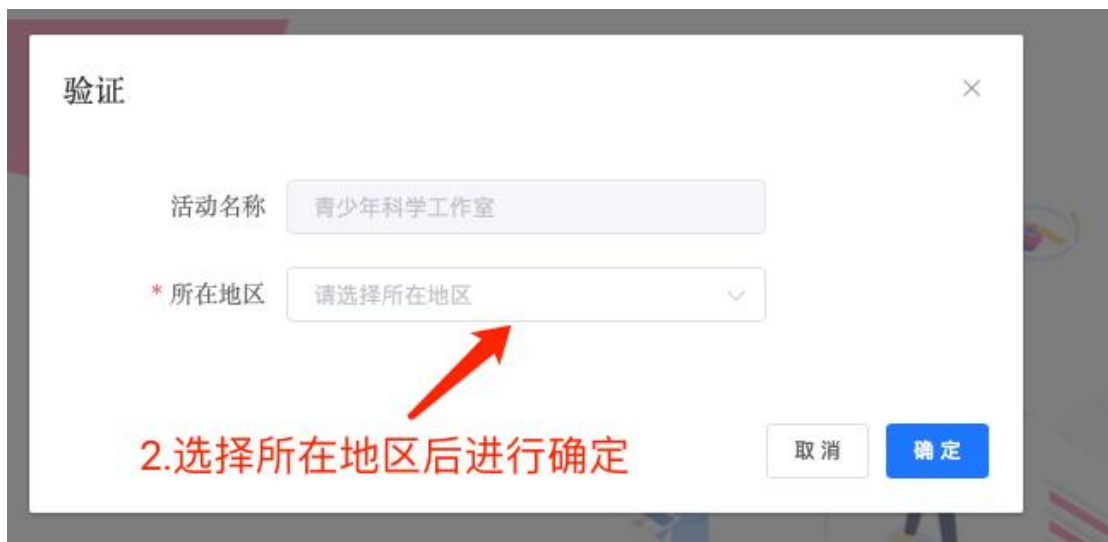 验证
活动名称 青少年科学工作室
* 所在地区 请选择所在地区
2.选择所在地区后进行确定
取消 确定